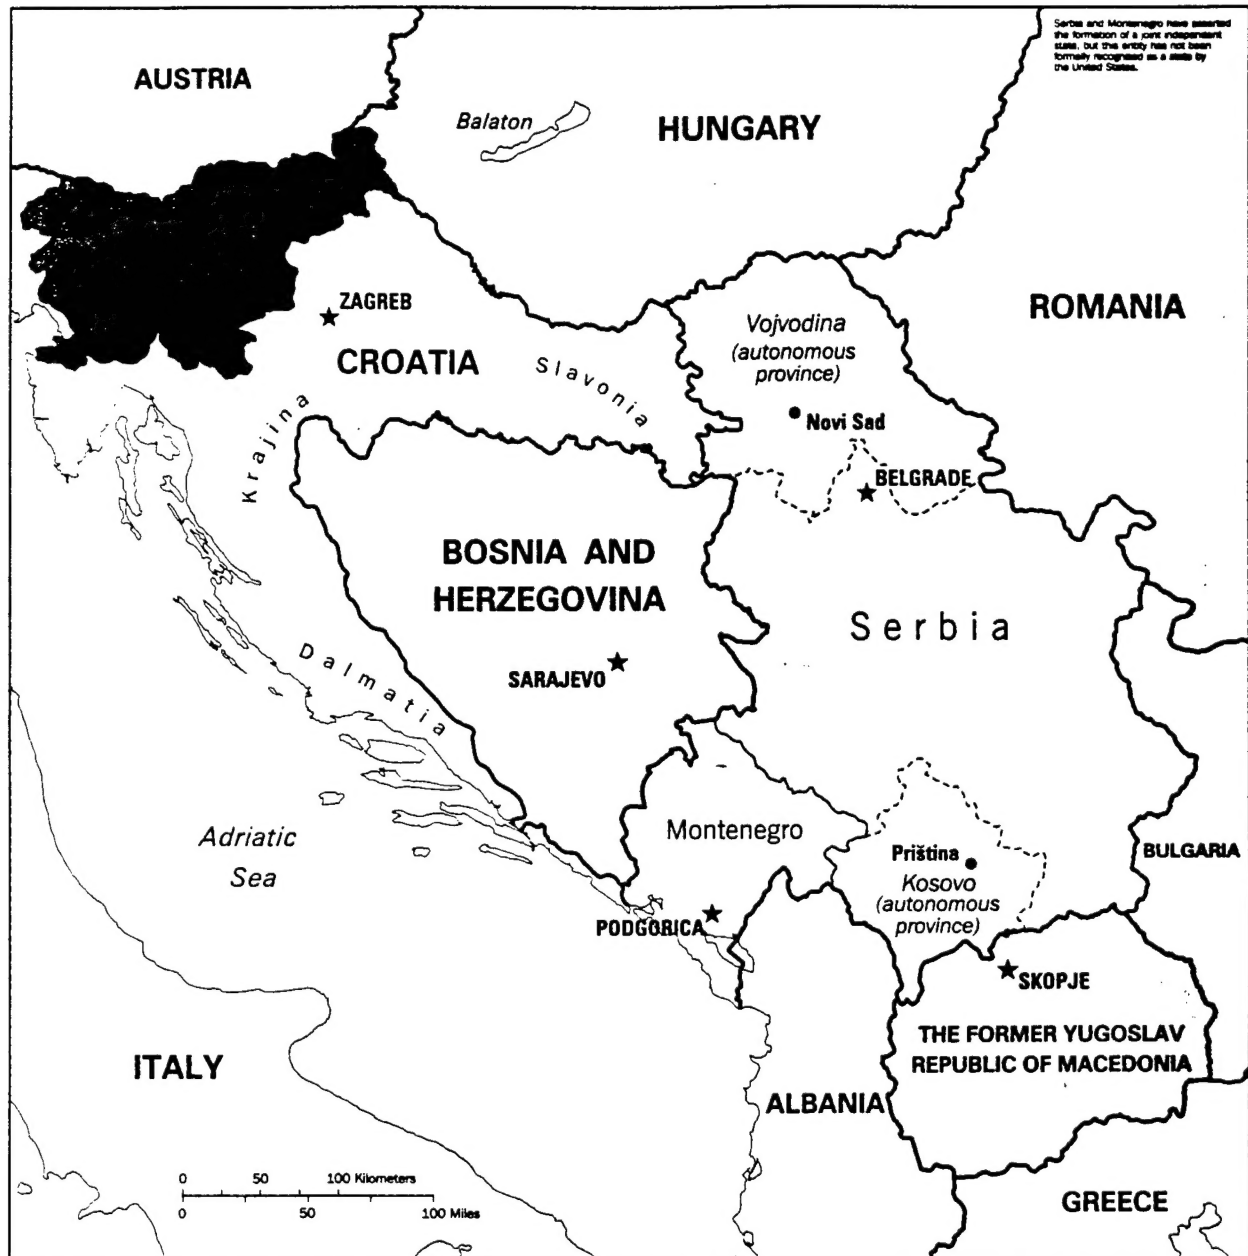 Serbia and Montenegro have asserted
the formation of a joint independent
state, but this entity has not been
formally recognized as a state by
the United States.
AUSTRIA
Balaton
HUNGARY
ROMANIA
ZAGREB
CROATIA
Slavonia
Krajina
Vojvodina
(autonomous
province)
Novi Sad
BELGRADE
BOSNIA AND
HERZEGOVINA
SARAJEVO
Serbia
Dalmatia
Adriatic
Sea
Montenegro
PODGORICA
Priština
Kosovo
(autonomous
province)
BULGARIA
SKOPJE
THE FORMER YUGOSLAV
REPUBLIC OF MACEDONIA
ITALY
ALBANIA
GREECE
0 50 100 Kilometers
0 50 100 Miles